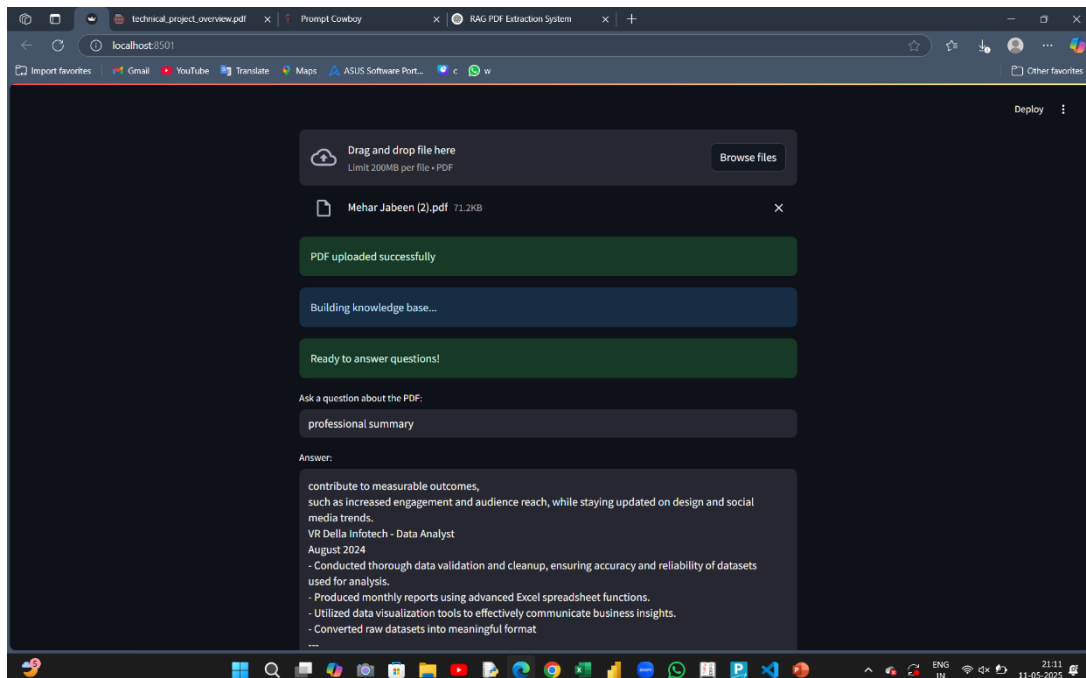 technical_project_overview.pdf
Prompt Cowboy
RAG PDF Extraction System
localhost:8501
Import favorites
Gmail
YouTube
Translate
Maps
ASUS Software Port...
c
w
Other favorites
Deploy
Drag and drop file here
Limit 200MB per file • PDF
Browse files
Mehar Jabeen (2).pdf 71.2KB
PDF uploaded successfully
Building knowledge base...
Ready to answer questions!
Ask a question about the PDF:
professional summary
Answer:
contribute to measurable outcomes,
such as increased engagement and audience reach, while staying updated on design and social
media trends.
VR Della Infotech - Data Analyst
August 2024
- Conducted thorough data validation and cleanup, ensuring accuracy and reliability of datasets
used for analysis.
- Produced monthly reports using advanced Excel spreadsheet functions.
- Utilized data visualization tools to effectively communicate business insights.
- Converted raw datasets into meaningful format
---
5
ENG
IN
21:11
11-05-2025